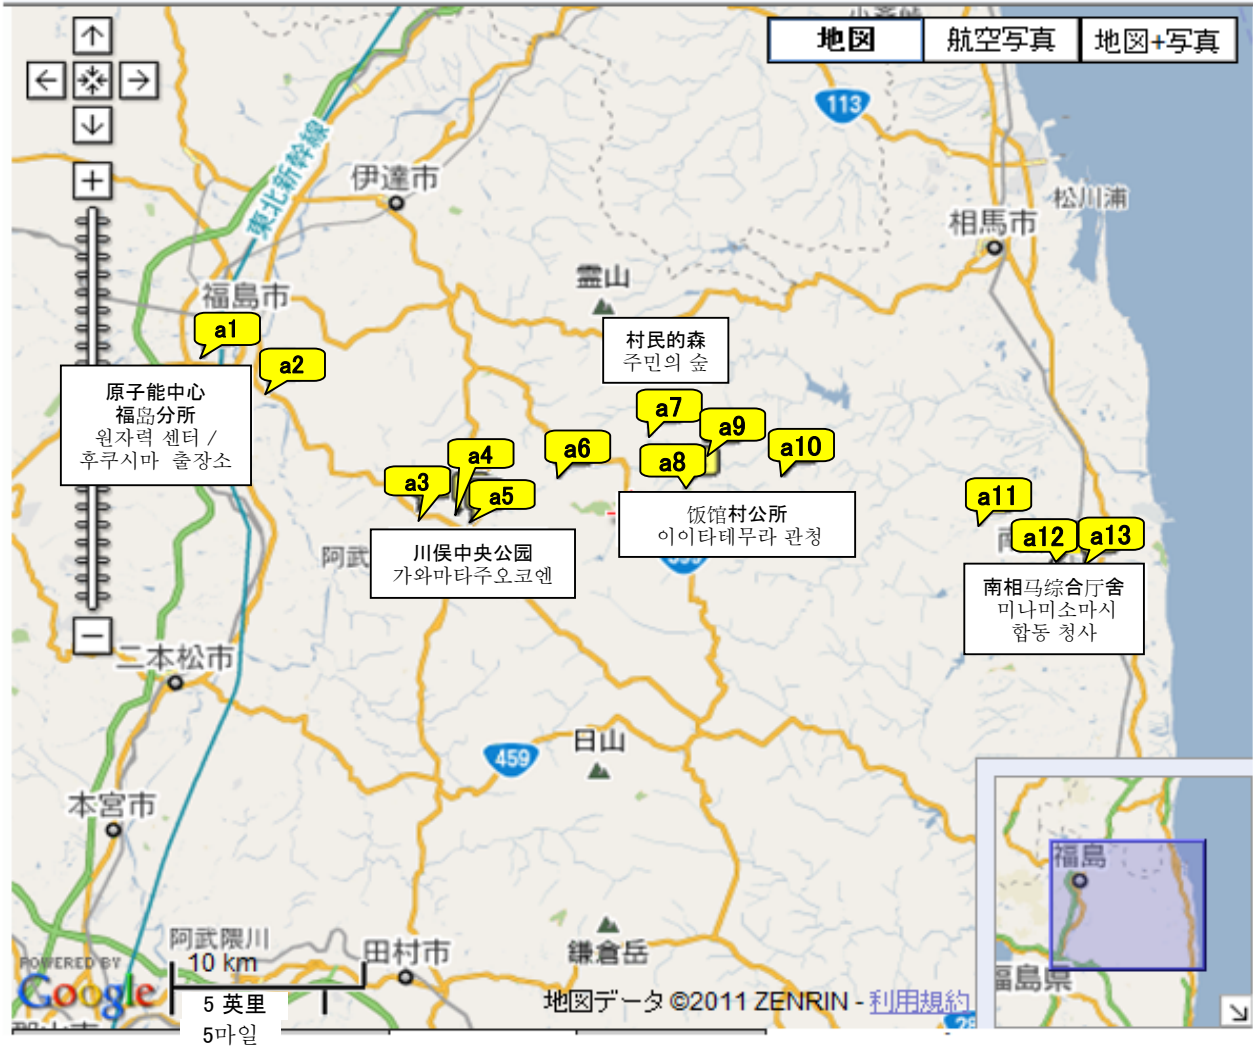 地図
航空写真
地図+写真
113
東北新幹線
伊達市
松川浦
相馬市
霊山
福島市
a1
村民的森
주민의 숲
a2
原子能中心
福岛分所
원자력 센터 /
후쿠시마 출장소
a7
a9
a4
a6
a10
a8
a3
a5
a11
饭馆村公所
이이타테무라 관청
a12
a13
川俣中央公园
가와마타주오코엔
阿武
399
南相马综合厅舍
미나미소마시
합동 청사
二本松市
日山
459
本宮市
福島
阿武隈川
10 km
田村市
鎌倉岳
福島県
POWERED BY
Google
5 英里
地図データ ©2011 ZENRIN - 利用規約
5마일